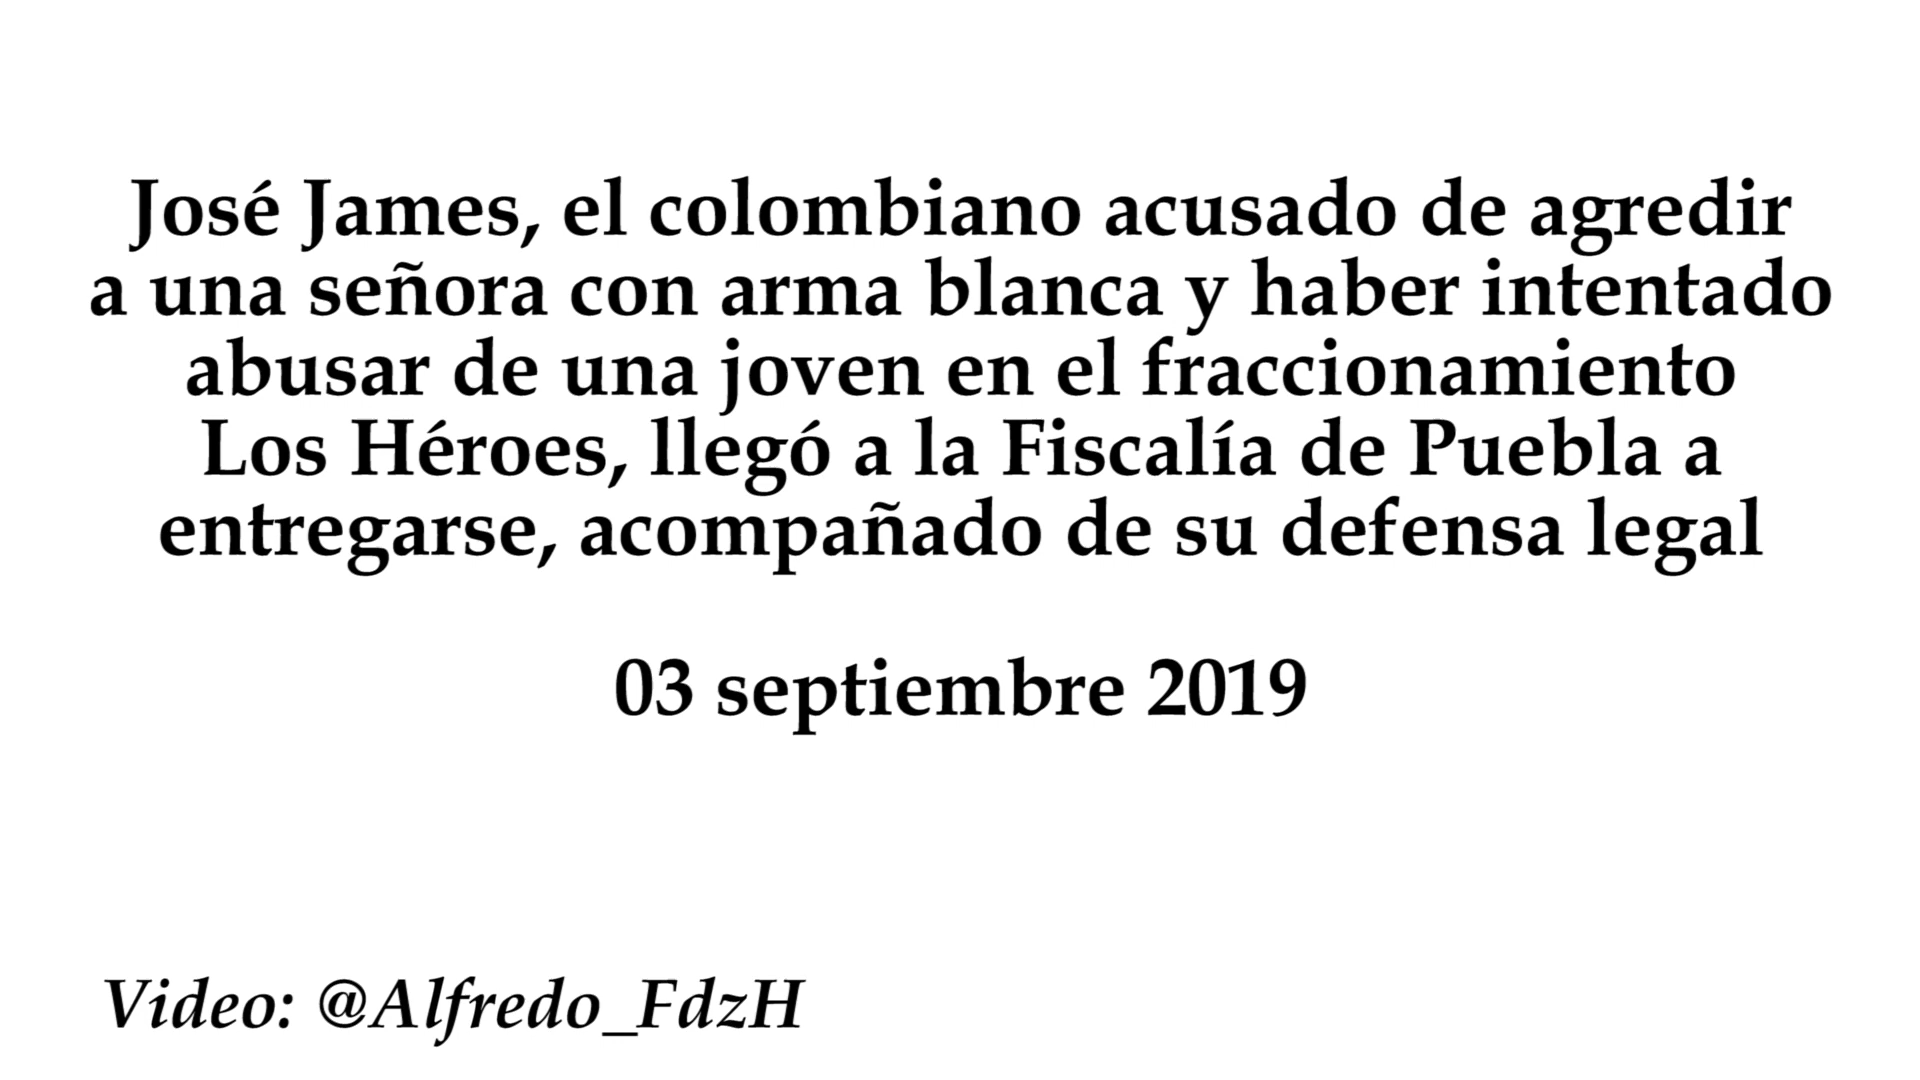 José James, el colombiano acusado de agredir
a una señora con arma blanca y haber intentado
abusar de una joven en el fraccionamiento
Los Héroes, llegó a la Fiscalía de Puebla a
entregarse, acompañado de su defensa legal
03 septiembre 2019
Video: @Alfredo_FdzH